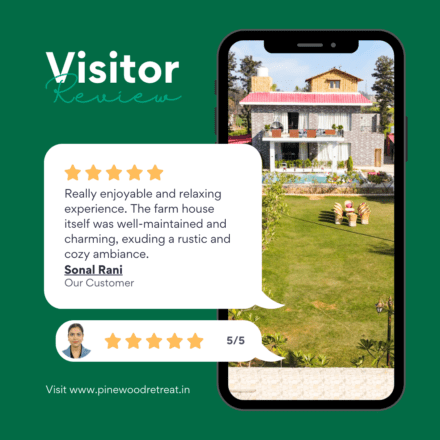 Visitor
Review
Really enjoyable and relaxing
experience. The farm house
itself was well-maintained and
charming, exuding a rustic and
cozy ambiance.
Sonal Rani
Our Customer
5/5
Visit www.pinewoodretreat.in